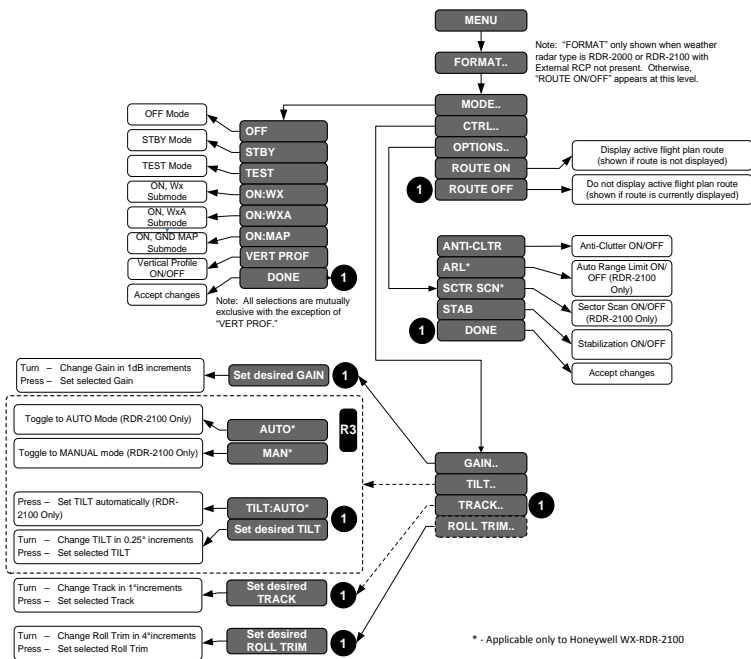 MENU
FORMAT..
Note: “FORMAT” only shown when weather
radar type is RDR-2000 or RDR-2100 with
External RCP not present. Otherwise,
“ROUTE ON/OFF” appears at this level.
MODE..
CTRL..
OPTIONS..
ROUTE ON
1
ROUTE OFF
Display active flight plan route
(shown if route is not displayed)
Do not display active flight plan route
(shown if route is currently displayed)
OFF Mode
STBY Mode
TEST Mode
ON, Wx
Submode
ON, WxA
Submode
ON, GND MAP
Submode
Vertical Profile
ON/OFF
Accept changes
OFF
STBY
TEST
ON:WX
ON:WXA
ON:MAP
VERT PROF
DONE
1
Note: All selections are mutually
exclusive with the exception of
“VERT PROF.”
ANTI-CLTR
ARL*
SCTR SCN*
STAB
1
DONE
Anti-Clutter ON/OFF
Auto Range Limit ON/
OFF (RDR-2100
Only)
Sector Scan ON/OFF
(RDR-2100 Only)
Stabilization ON/OFF
Accept changes
Turn – Change Gain in 1dB increments
Press – Set selected Gain
Set desired GAIN
1
Toggle to AUTO Mode (RDR-2100 Only)
Toggle to MANUAL mode (RDR-2100 Only)
AUTO*
MAN*
R3
Press – Set TILT automatically (RDR-
2100 Only)
Turn – Change TILT in 0.25° increments
Press – Set selected TILT
TILT:AUTO*
Set desired TILT
1
GAIN..
TILT..
TRACK..
1
ROLL TRIM..
Turn – Change Track in 1°increments
Press – Set selected Track
Set desired
TRACK
1
Turn – Change Roll Trim in 4°increments
Press – Set selected Roll Trim
Set desired
ROLL TRIM
1
* - Applicable only to Honeywell WX-RDR-2100